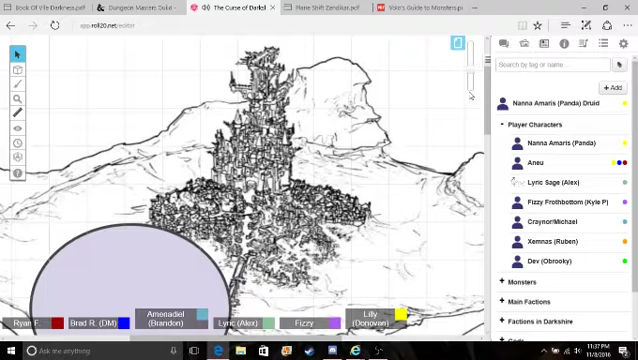 Book Of Vile Darkness.pdf
Dungeon Masters Guild
The Curse of Darksl
Plane Shift Zendikar.pdf
Volo's Guide to Monsters.p
app.roll20.net/editor
Search by tag or name...
+ Add
Nanna Amaris (Panda) Druid
Player Characters
Nanna Amaris (Panda)
Aneu
Lyric Sage (Alex)
Fizzy Frothbottom (Kyle P)
Craynor/Michael
Xemnas (Ruben)
Dev (Obrooky)
+ Monsters
+ Main Factions
+ Factions in Darkshire
Ryan F.
Brad R. (DM)
Amenadiel
(Brandon)
Lyric (Alex)
Fizzy
Lilly
(Donovan)
Ask me anything
11:37 PM
11/8/2016